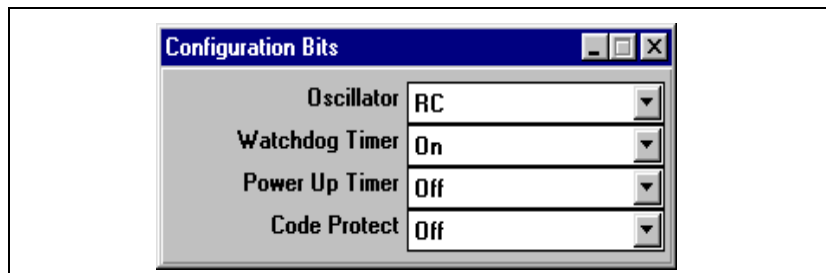 Configuration Bits
Oscillator RC
Watchdog Timer On
Power Up Timer Off
Code Protect Off